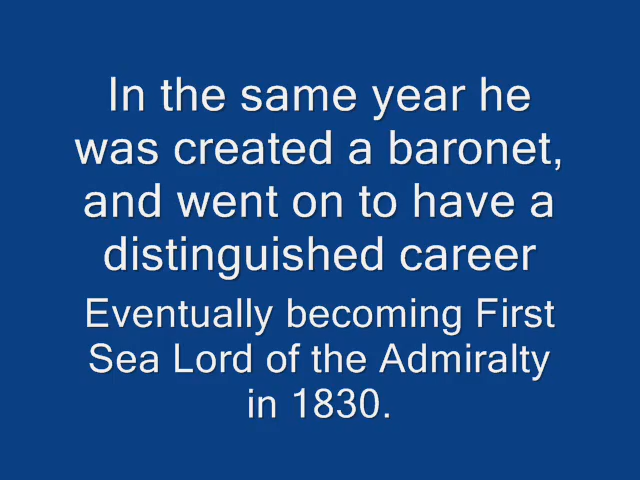 In the same year he
was created a baronet,
and went on to have a
distinguished career
Eventually becoming First
Sea Lord of the Admiralty
in 1830.